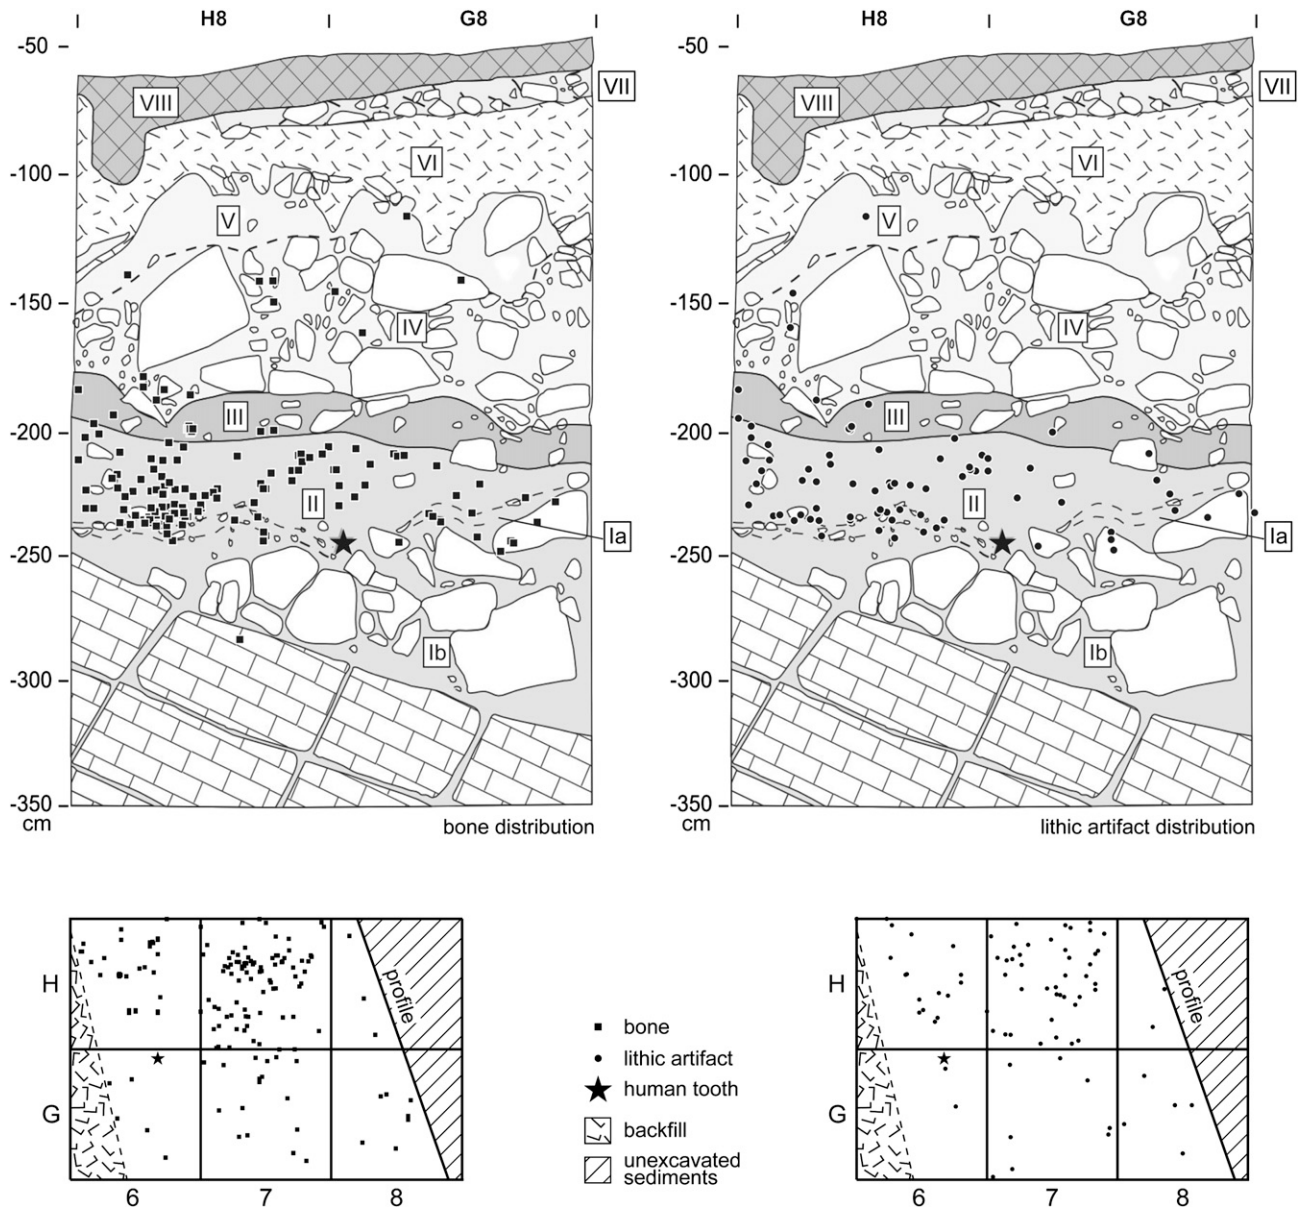 H8 G8 H8 G8
-50 -50
VII VII
VIII VIII
VI VI
-100 -100
V V
-150 -150
IV IV
III III
-200 -200
II II
Ia Ia
-250 -250
Ib Ib
-300 -300
-350 -350
cm bone distribution cm lithic artifact distribution
H profile H profile
bone
lithic artifact
human tooth
G G
backfill
unexcavated
sediments
6 7 8 6 7 8